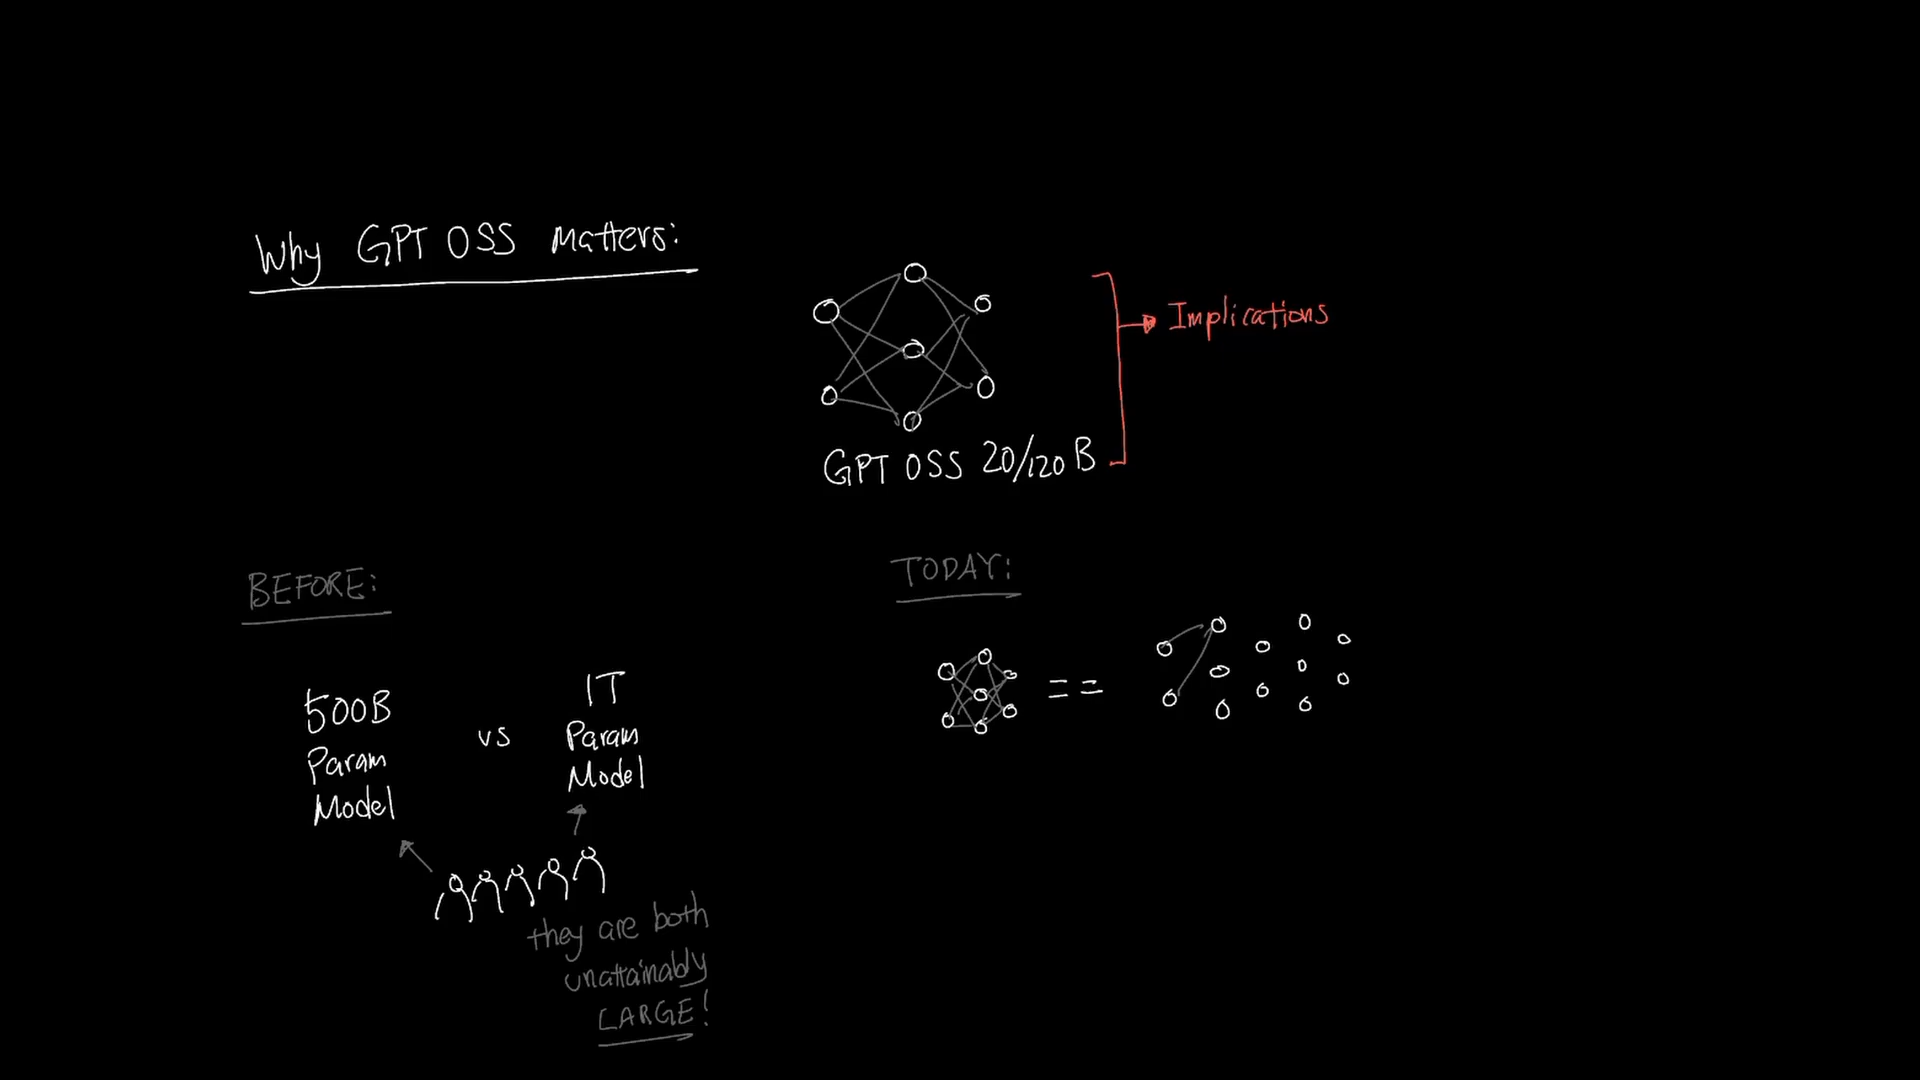 Why GPT OSS Matters:
Implications
GPT OSS 20/120 B
BEFORE:
TODAY:
500B
Param
Model
vs
1T
Param
Model
==
they are both
unattainably
LARGE!